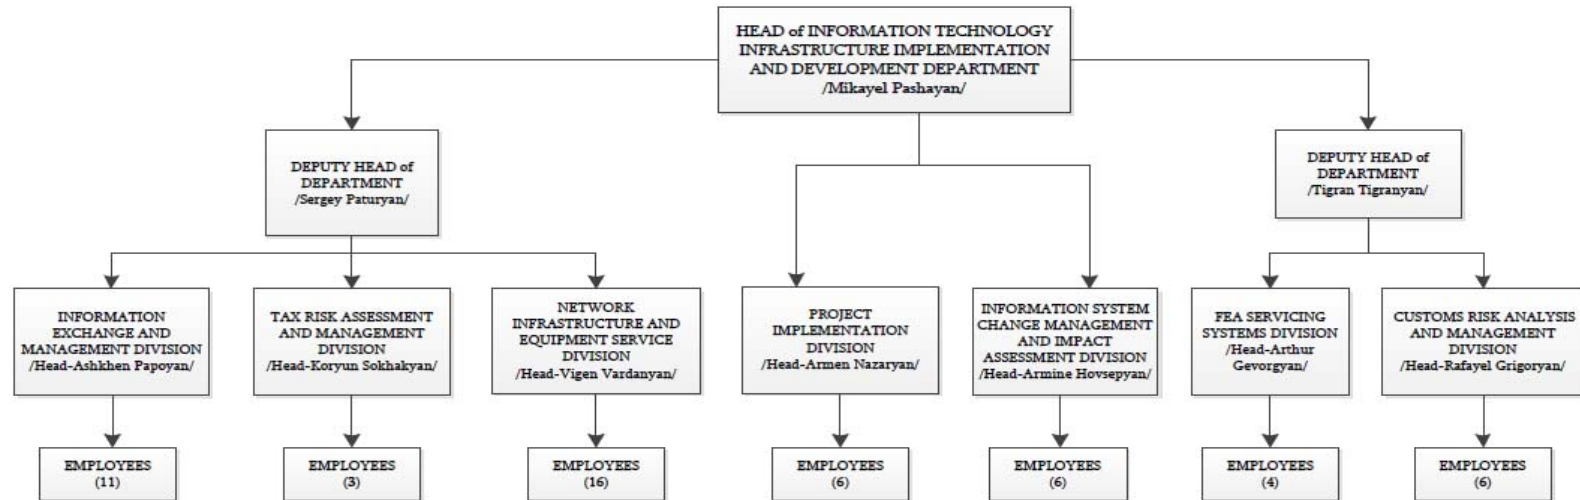 HEAD of INFORMATION TECHNOLOGY
INFRASTRUCTURE IMPLEMENTATION
AND DEVELOPMENT DEPARTMENT
/Mikayel Pashayan/
DEPUTY HEAD of
DEPARTMENT
/Sergey Paturyan/
DEPUTY HEAD of
DEPARTMENT
/Tigran Tigranyan/
INFORMATION
EXCHANGE AND
MANAGEMENT DIVISION
/Head-Ashkhen Papoyan/
TAX RISK ASSESSMENT
AND MANAGEMENT
DIVISION
/Head-Koryun Sokhakyan/
NETWORK
INFRASTRUCTURE AND
EQUIPMENT SERVICE
DIVISION
/Head-Vigen Vardanyan/
PROJECT
IMPLEMENTATION
DIVISION
/Head-Armen Nazaryan/
INFORMATION SYSTEM
CHANGE MANAGEMENT
AND IMPACT
ASSESSMENT DIVISION
/Head-Armine Hovsepyan/
FEA SERVICING
SYSTEMS DIVISION
/Head-Arthur
Gevorgyan/
CUSTOMS RISK ANALYSIS
AND MANAGEMENT
DIVISION
/Head-Rafayel Grigoryan/
EMPLOYEES
(11)
EMPLOYEES
(3)
EMPLOYEES
(16)
EMPLOYEES
(6)
EMPLOYEES
(6)
EMPLOYEES
(4)
EMPLOYEES
(6)